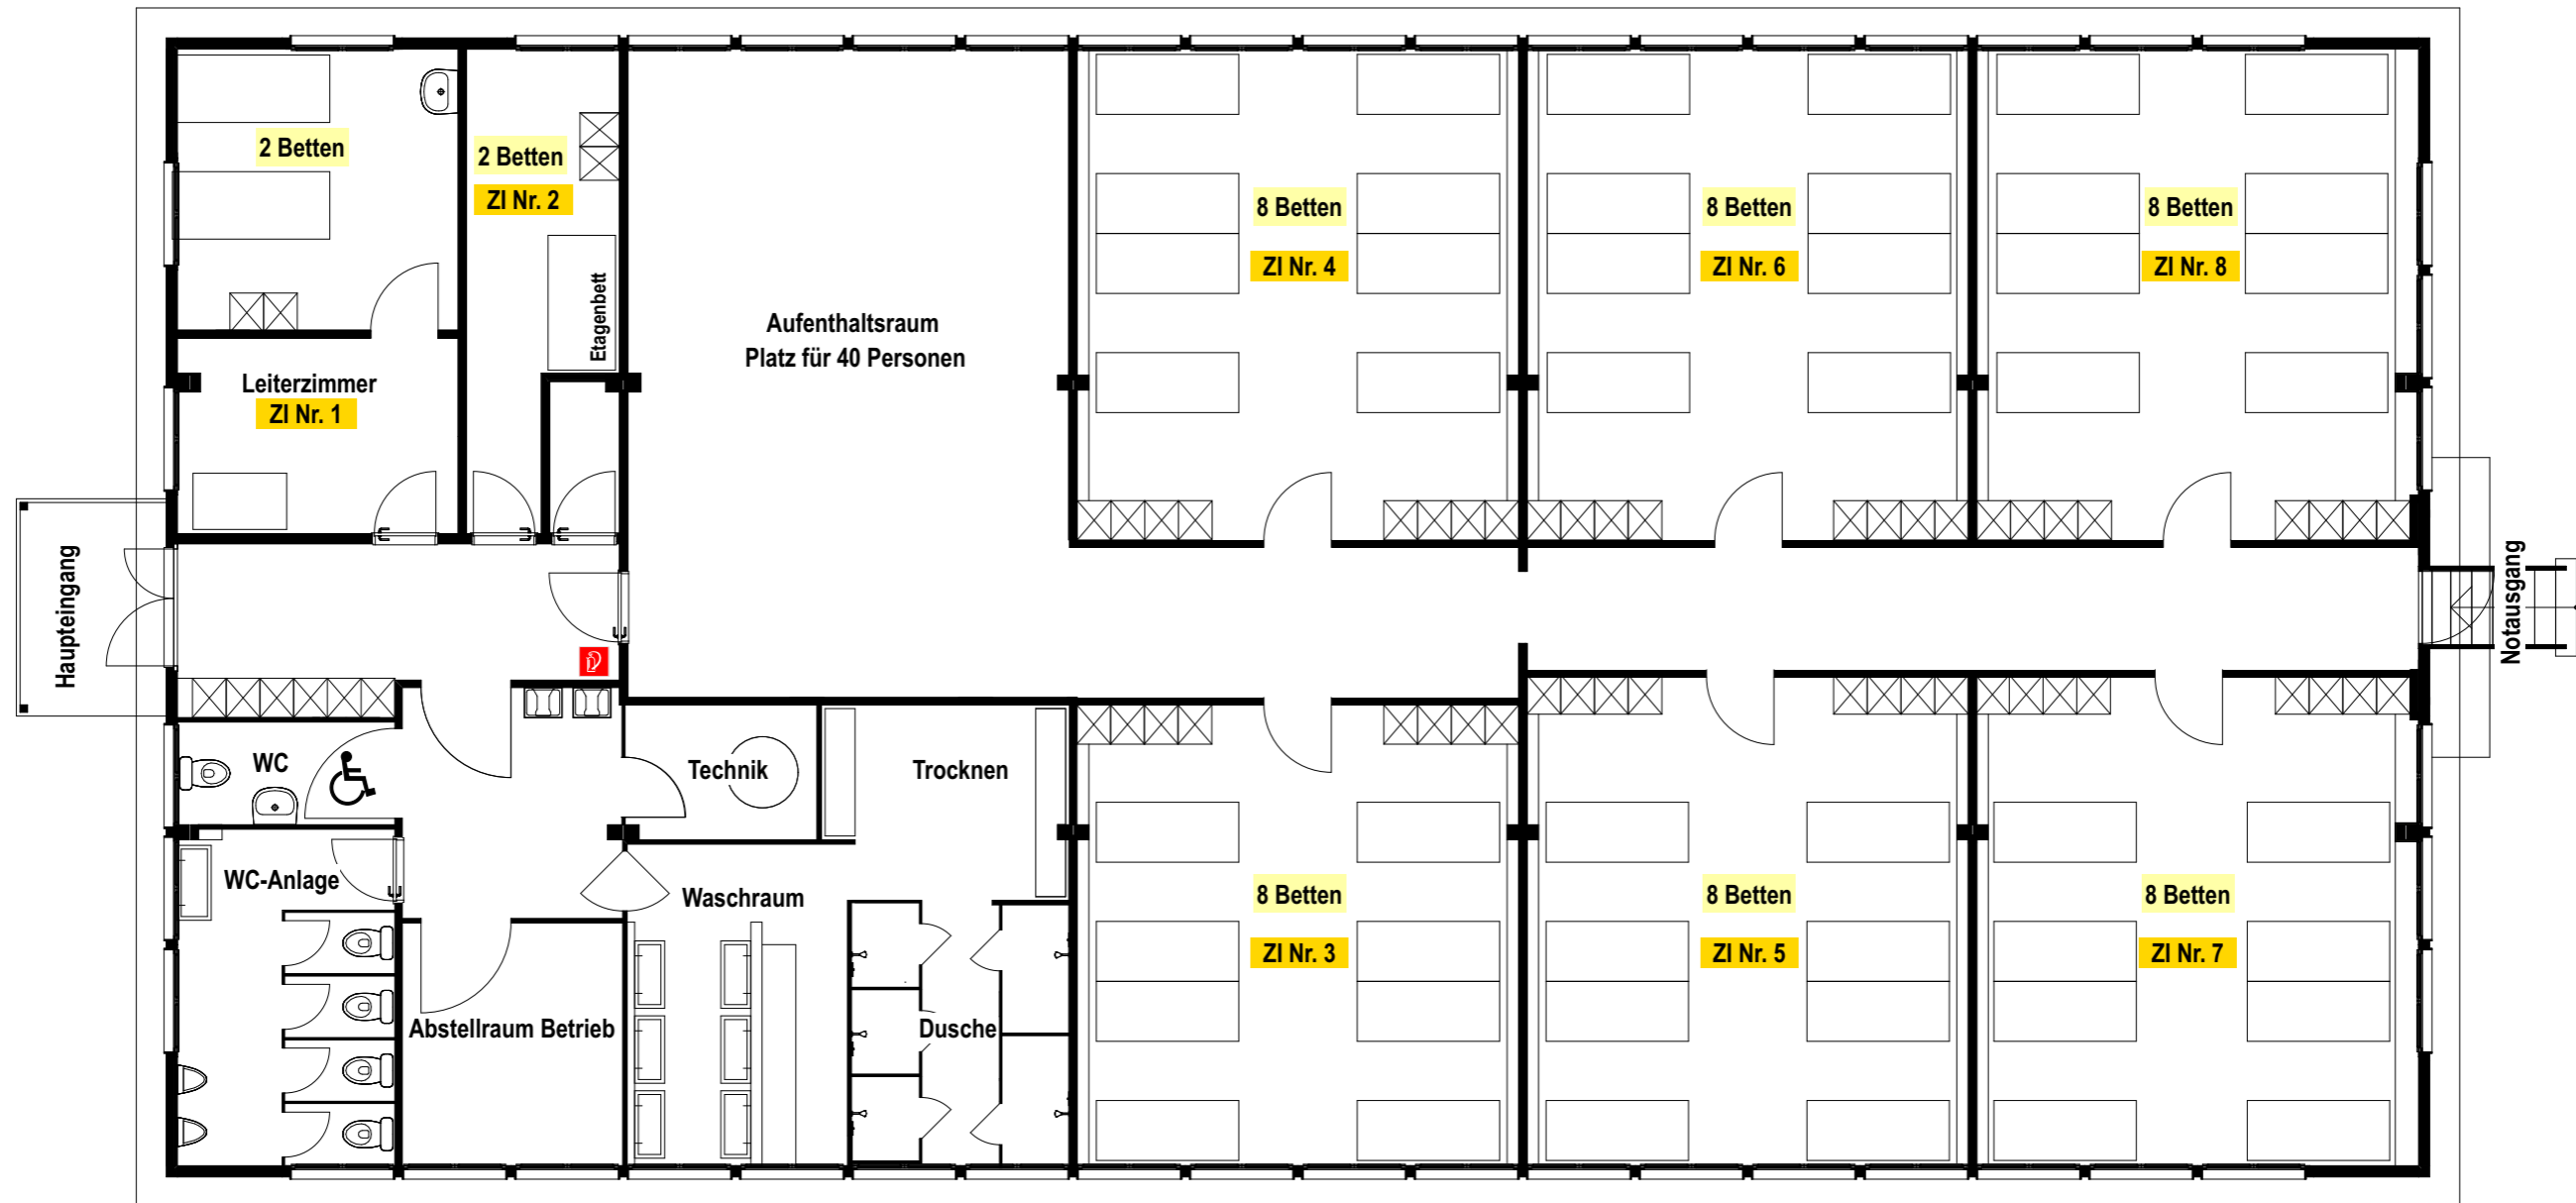 2 Betten
2 Betten
ZI Nr. 2
Etagenbett
Leiterzimmer
ZI Nr. 1
Aufenthaltsraum
Platz für 40 Personen
8 Betten
ZI Nr. 4
8 Betten
ZI Nr. 6
8 Betten
ZI Nr. 8
Haupteingang
Notausgang
WC
WC-Anlage
Technik
Trocknen
Waschraum
Abstellraum Betrieb
Dusche
8 Betten
ZI Nr. 3
8 Betten
ZI Nr. 5
8 Betten
ZI Nr. 7